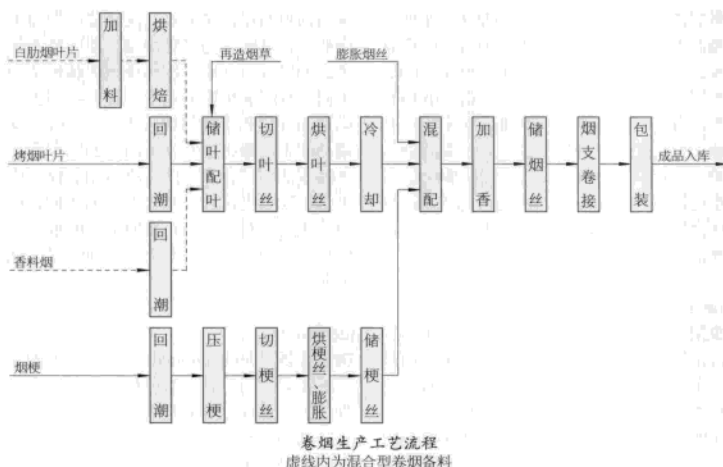 白肋烟叶片
加料
烘焙
再造烟草
膨胀烟丝
烤烟叶片
回潮
储叶配叶
切叶丝
烘叶丝
冷却
混配
加香
储烟丝
烟支卷接
包装
成品入库
香料烟
回潮
烟梗
回潮
压梗
切梗丝
烘梗丝、膨胀
储梗丝
卷烟生产工艺流程
虚线内为混合型卷烟备料